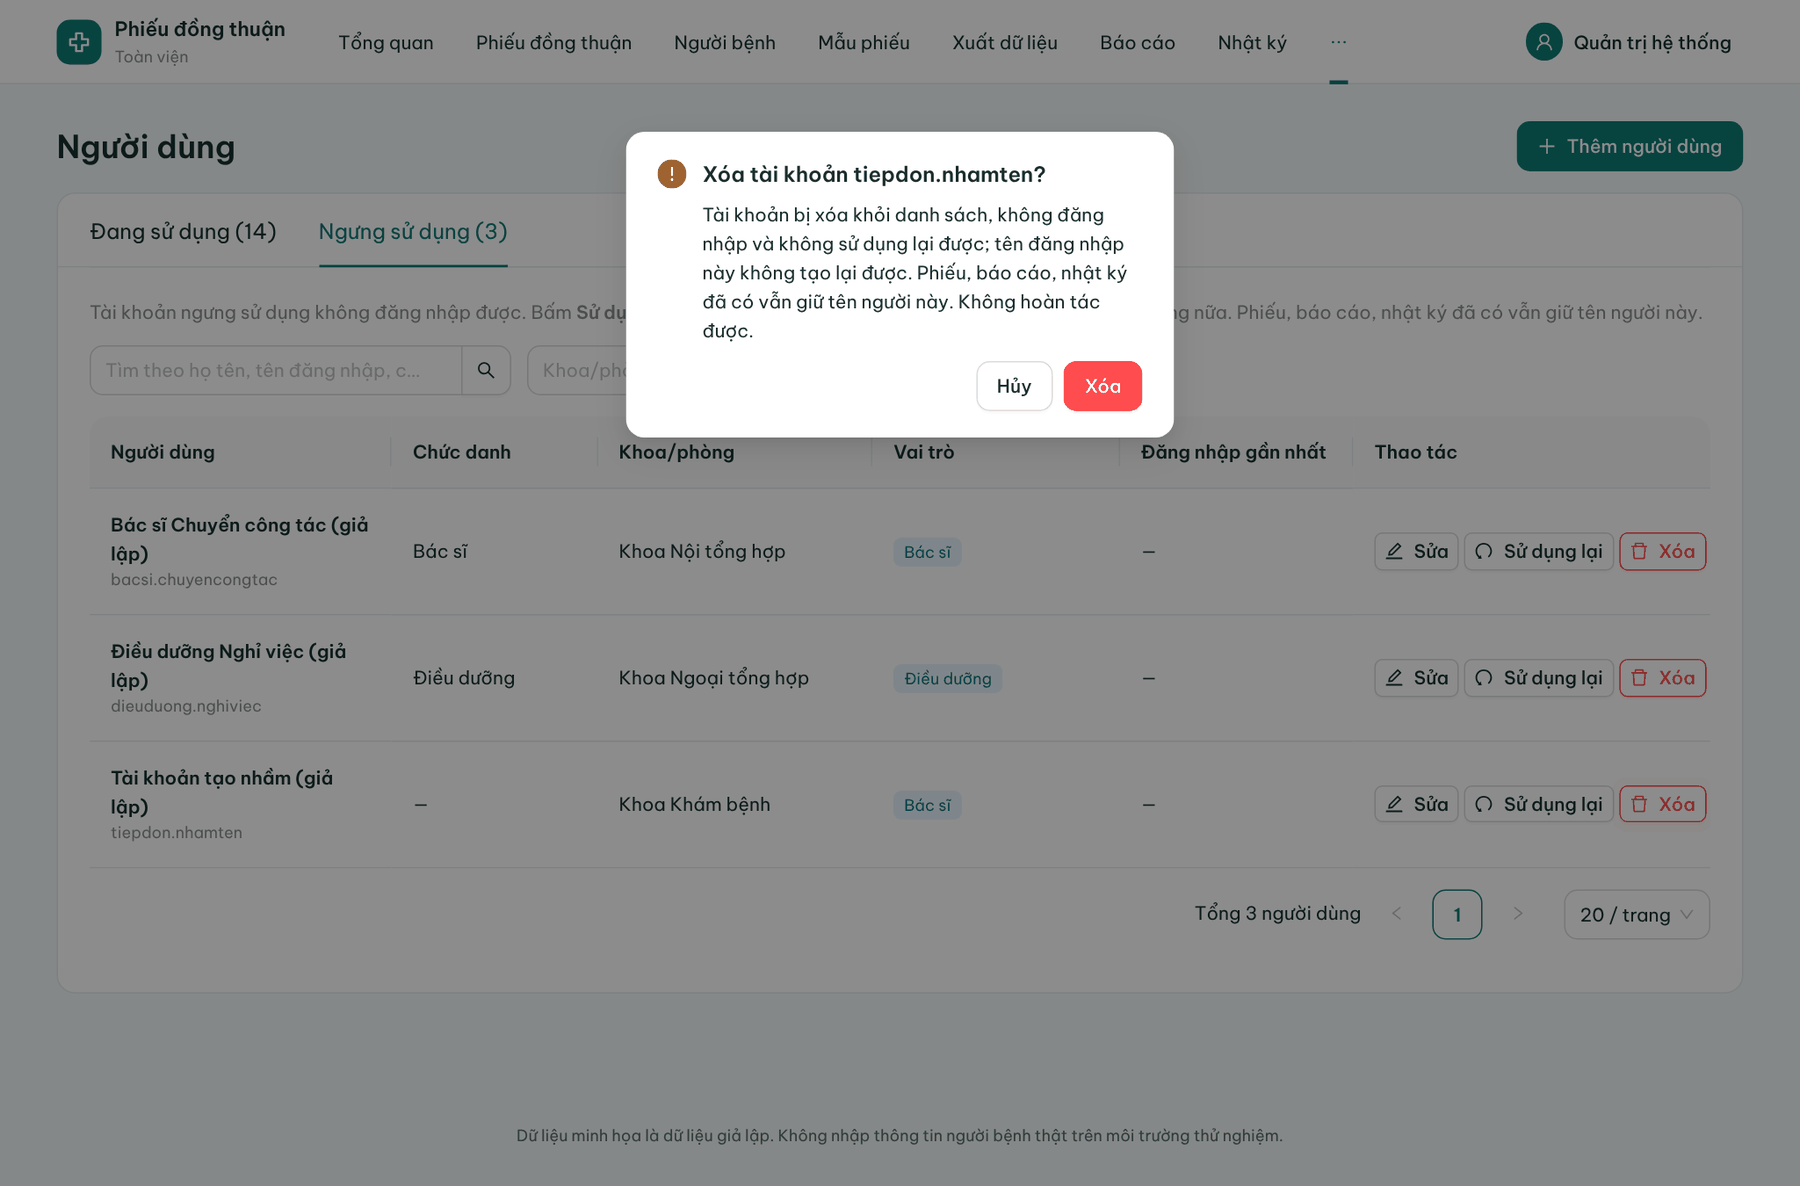 Phiếu đồng thuận
Toàn viện
Tổng quan
Phiếu đồng thuận
Người bệnh
Mẫu phiếu
Xuất dữ liệu
Báo cáo
Nhật ký
...
Quản trị hệ thống
Người dùng
+ Thêm người dùng
Xóa tài khoản tiepdon.nhamten?
Tài khoản bị xóa khỏi danh sách, không đăng
nhập và không sử dụng lại được; tên đăng nhập
này không tạo lại được. Phiếu, báo cáo, nhật ký
đã có vẫn giữ tên người này. Không hoàn tác
được.
Hủy
Xóa
Đang sử dụng (14)
Ngưng sử dụng (3)
Tài khoản ngưng sử dụng không đăng nhập được. Bấm Sử nữa. Phiếu, báo cáo, nhật ký đã có vẫn giữ tên người này.
Tìm theo họ tên, tên đăng nhập, c...
Người dùng
Chức danh
Khoa/phòng
Vai trò
Đăng nhập gần nhất
Thao tác
Bác sĩ Chuyển công tác (giả
lập)
bacsi.chuyencongtac
Bác sĩ
Khoa Nội tổng hợp
Bác sĩ
–
Sửa
Sử dụng lại
Xóa
Điều dưỡng Nghỉ việc (giả
lập)
dieuduong.nghiviec
Điều dưỡng
Khoa Ngoại tổng hợp
Điều dưỡng
–
Sửa
Sử dụng lại
Xóa
Tài khoản tạo nhầm (giả
lập)
tiepdon.nhamten
–
Khoa Khám bệnh
Bác sĩ
–
Sửa
Sử dụng lại
Xóa
Tổng 3 người dùng
1
20 / trang
Dữ liệu minh họa là dữ liệu giả lập. Không nhập thông tin người bệnh thật trên môi trường thử nghiệm.